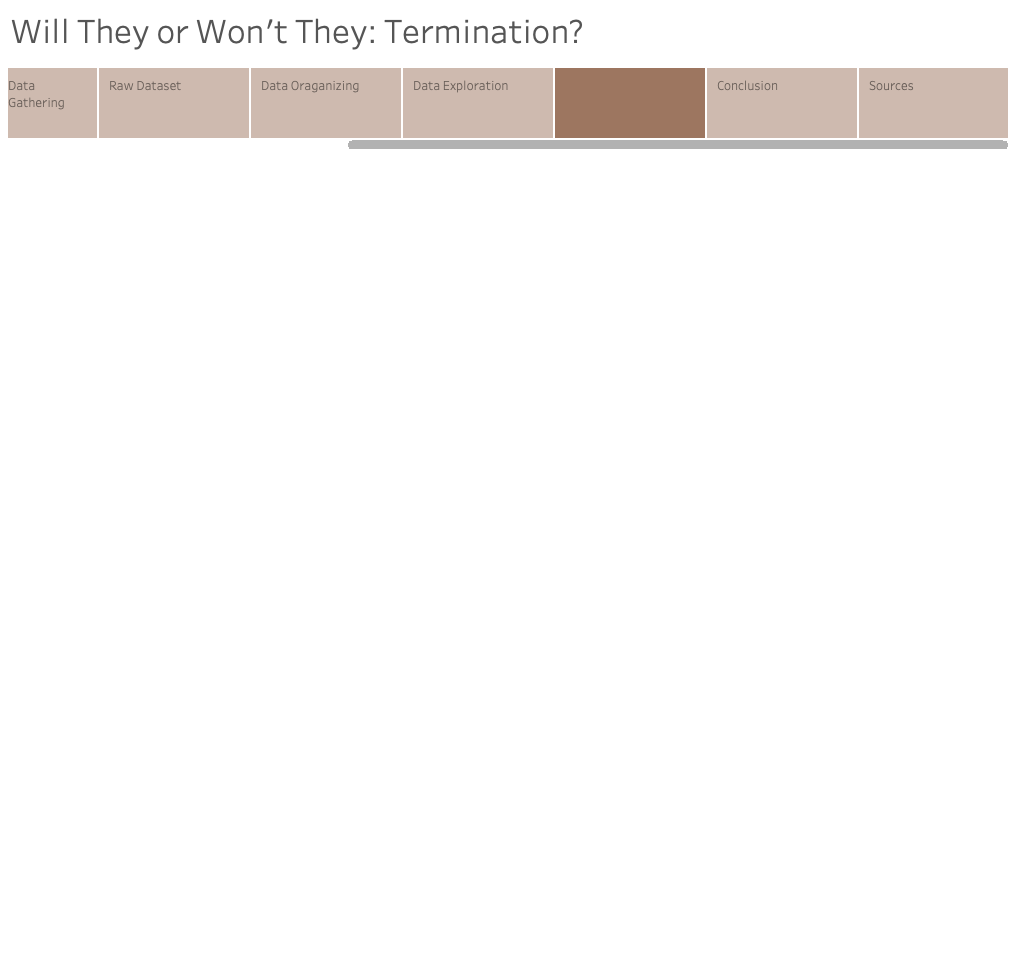 Will They or Won't They: Termination?
Data
Gathering
Raw Dataset
Data Oraganizing
Data Exploration
Conclusion
Sources